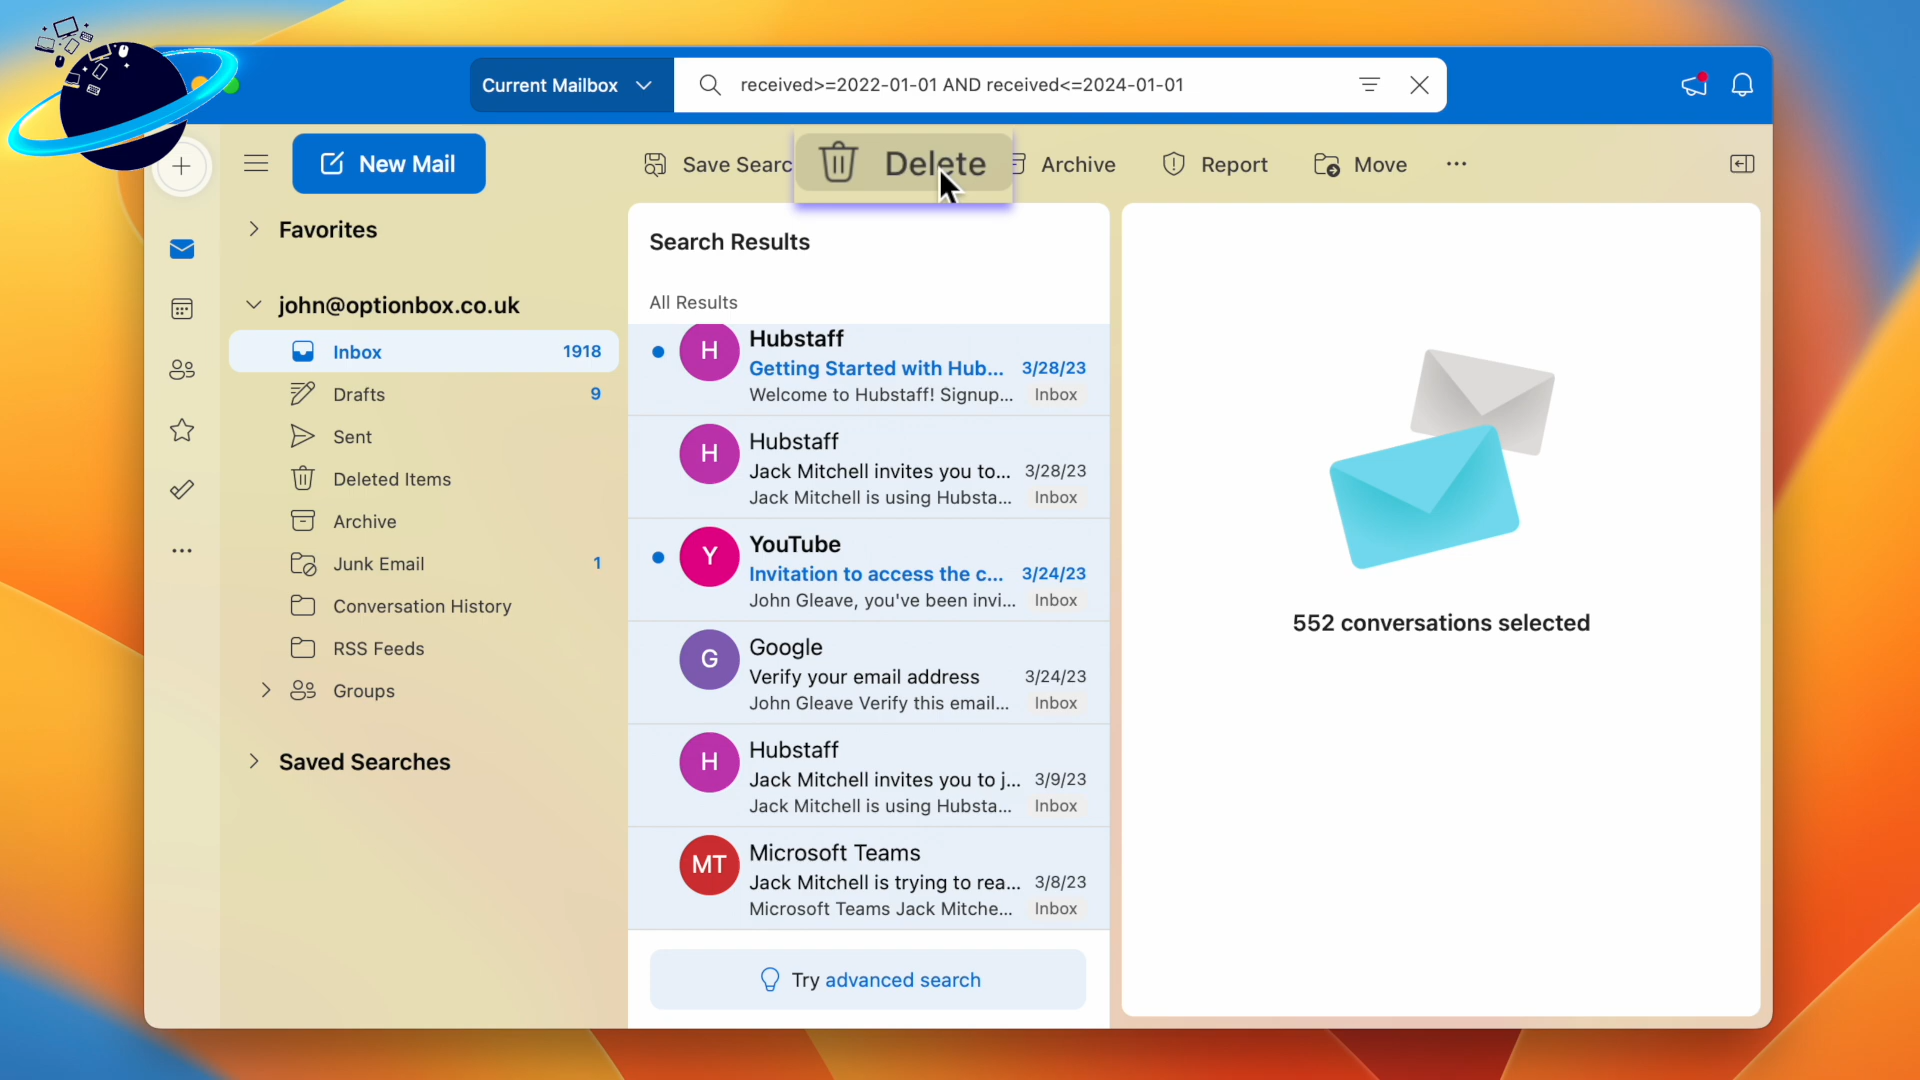 Current Mailbox
received>=2022-01-01 AND received<=2024-01-01
New Mail
Save Searc
Delete
Archive
Report
Move
Favorites
john@optionbox.co.uk
Inbox 1918
Drafts 9
Sent
Deleted Items
Archive
Junk Email 1
Conversation History
RSS Feeds
Groups
Saved Searches
Search Results
All Results
H
Hubstaff
Getting Started with Hub... 3/28/23
Welcome to Hubstaff! Signup... Inbox
H
Hubstaff
Jack Mitchell invites you to... 3/28/23
Jack Mitchell is using Hubsta... Inbox
Y
YouTube
Invitation to access the c... 3/24/23
John Gleave, you've been invi... Inbox
G
Google
Verify your email address 3/24/23
John Gleave Verify this email... Inbox
H
Hubstaff
Jack Mitchell invites you to j... 3/9/23
Jack Mitchell is using Hubsta... Inbox
MT
Microsoft Teams
Jack Mitchell is trying to rea... 3/8/23
Microsoft Teams Jack Mitche... Inbox
Try advanced search
552 conversations selected